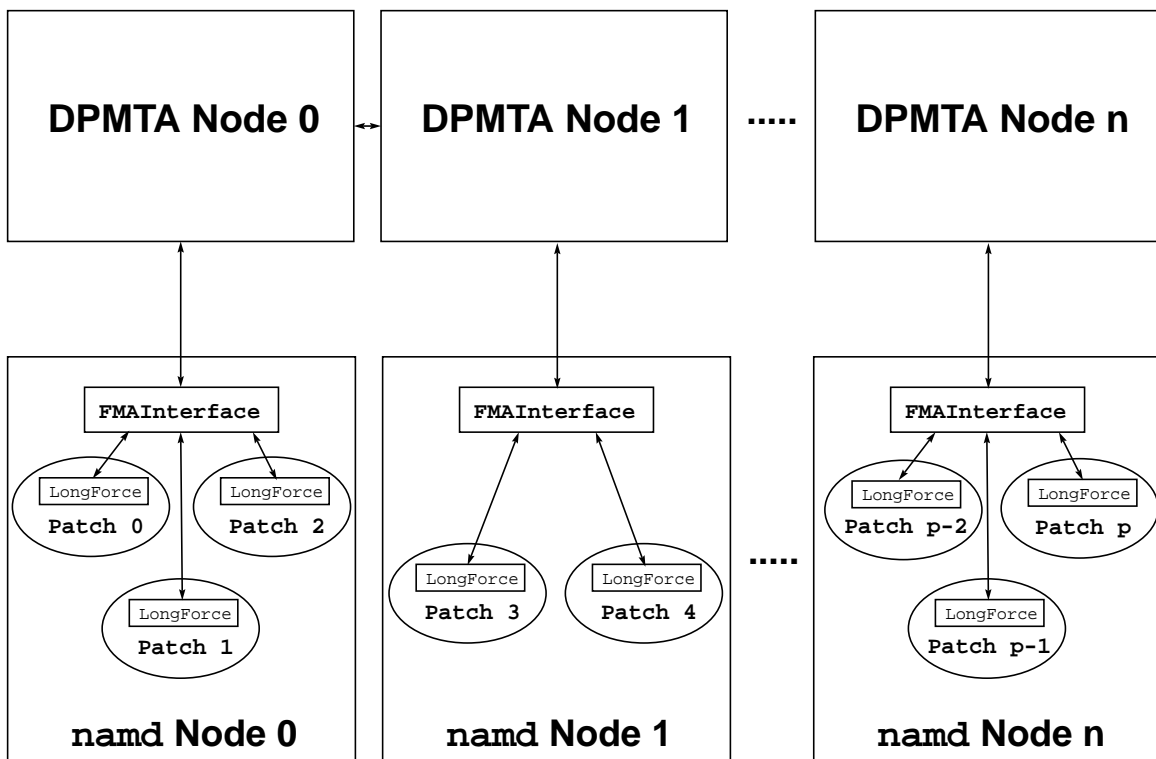 DPMTA Node 0
DPMTA Node 1
.....
DPMTA Node n
FMAInterface
LongForce
Patch 0
LongForce
Patch 2
LongForce
Patch 1
namd Node 0
FMAInterface
LongForce
Patch 3
LongForce
Patch 4
namd Node 1
.....
FMAInterface
LongForce
Patch p-2
LongForce
Patch p
LongForce
Patch p-1
namd Node n